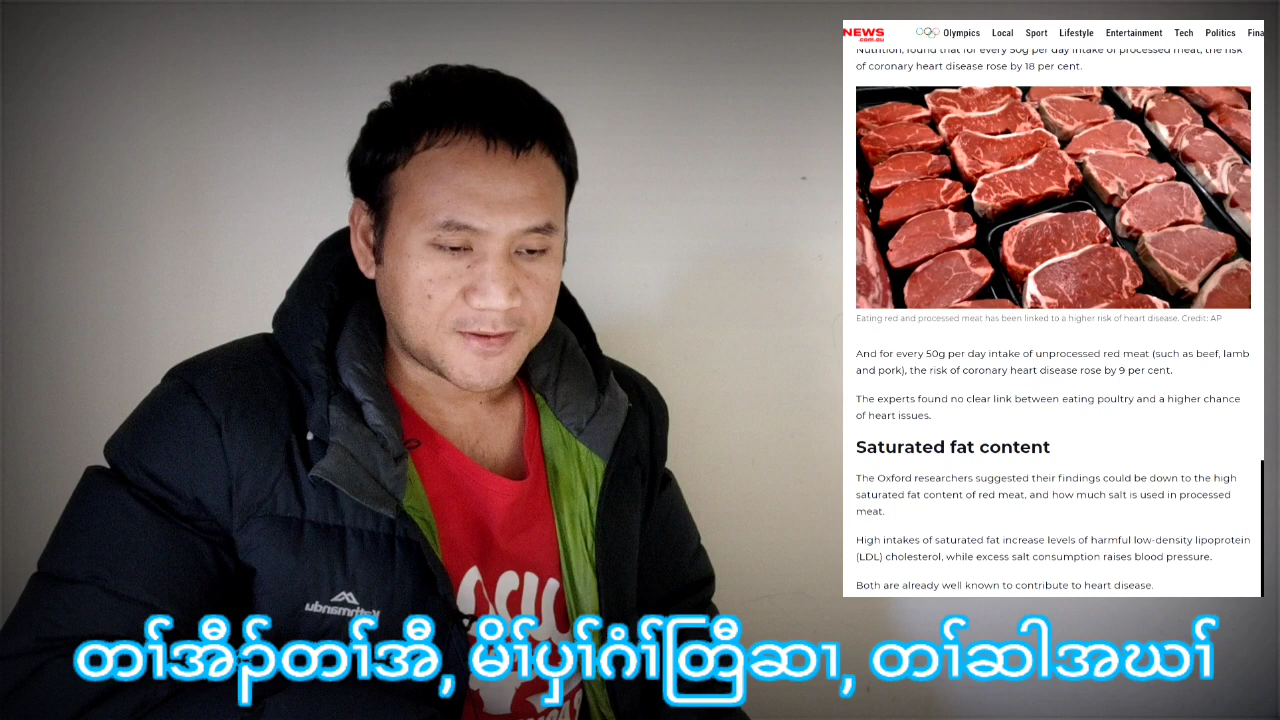 NEWS
.com.au
Olympics Local Sport Lifestyle Entertainment Tech Politics Fina
Nutrition, found that for every 50g per day intake of processed meat, the risk
of coronary heart disease rose by 18 per cent.
Eating red and processed meat has been linked to a higher risk of heart disease. Credit: AP
And for every 50g per day intake of unprocessed red meat (such as beef, lamb
and pork), the risk of coronary heart disease rose by 9 per cent.
The experts found no clear link between eating poultry and a higher chance
of heart issues.
Saturated fat content
The Oxford researchers suggested their findings could be down to the high
saturated fat content of red meat, and how much salt is used in processed
meat.
High intakes of saturated fat increase levels of harmful low-density lipoprotein
(LDL) cholesterol, while excess salt consumption raises blood pressure.
Both are already well known to contribute to heart disease.
Kathmandu
တၢ်အီၣ်တၢ်အီ, မိၢ်ပှၢ်ဂံၢ်တြီဆၢ, တၢ်ဆါအဃၢ်